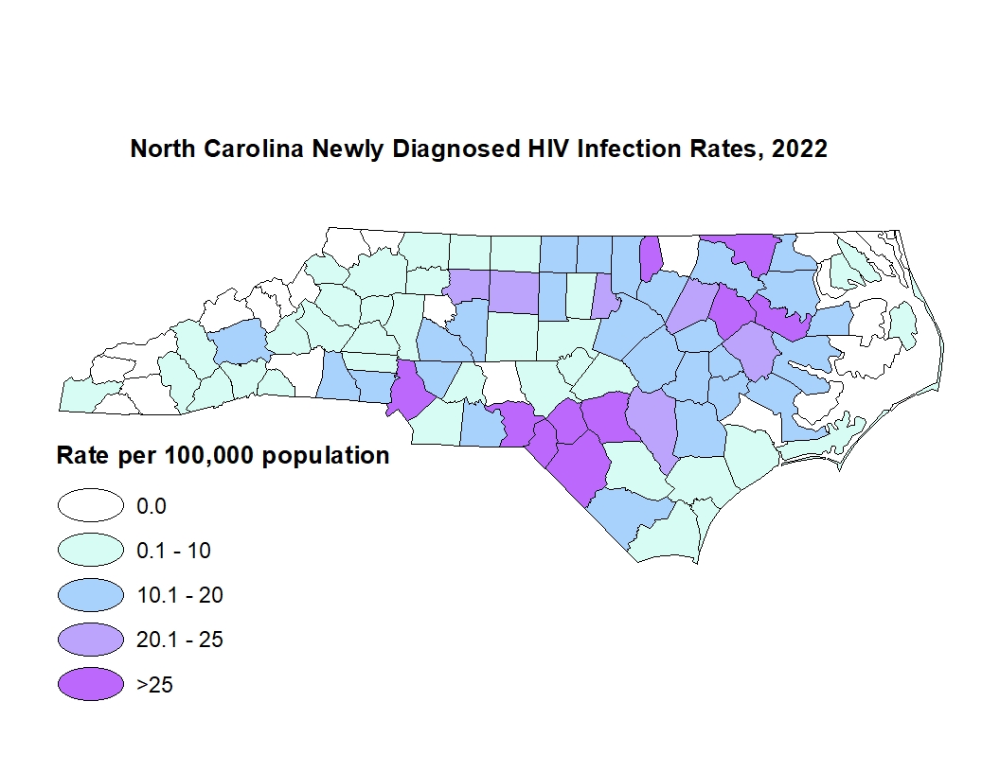 North Carolina Newly Diagnosed HIV Infection Rates, 2022
Rate per 100,000 population
0.0
0.1 - 10
10.1 - 20
20.1 - 25
>25